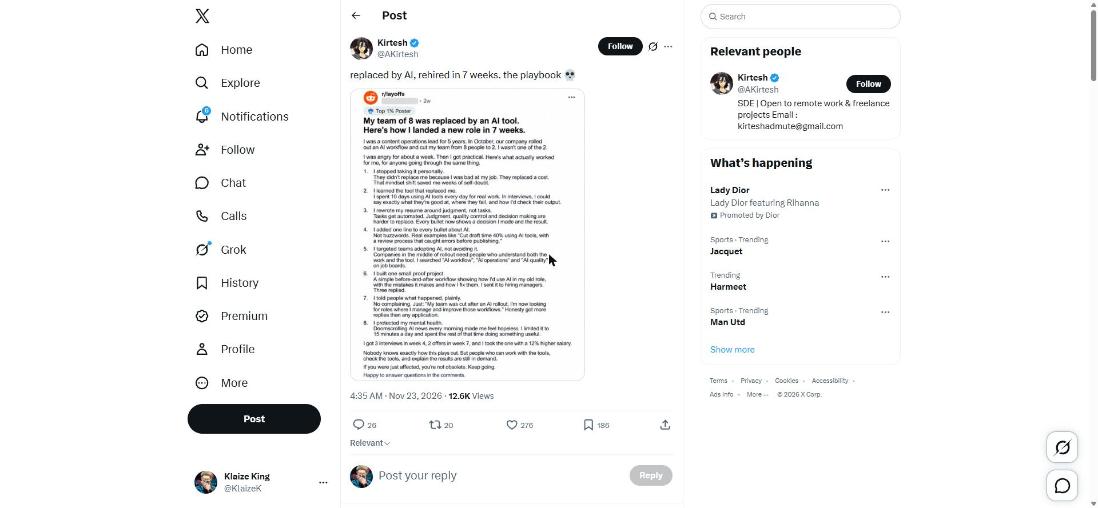 Home
Explore
6
Notifications
Follow
Chat
Calls
Grok
History
Premium
Profile
More
Post
Klaize King
@KlaizeK
Post
Kirtesh
@AKirtesh
Follow
replaced by AI, rehired in 7 weeks. the playbook 💀
r/layoffs
• 2w
Top 1% Poster
My team of 8 was replaced by an AI tool.
Here's how I landed a new role in 7 weeks.
I was a content operations lead for 5 years. In October, our company rolled
out an AI workflow and cut my team from 8 people to 2. I wasn't one of the 2.
I was angry for about a week. Then I got practical. Here's what actually worked
for me, for anyone going through the same thing.
1. I stopped taking it personally.
They didn't replace me because I was bad at my job. They replaced a cost.
That mindset shift saved me weeks of self-doubt.
2. I learned the tool that replaced me.
I spent 10 days using AI tools every day for real work. In interviews, I could
say exactly what they're good at, where they fail, and how I'd check their output.
3. I rewrote my resume around judgment, not tasks.
Tasks get automated. Judgment, quality control and decision making are
harder to replace. Every bullet now shows a decision I made and the result.
4. I added one line to every bullet about AI.
Not buzzwords. Real examples like "Cut draft time 40% using AI tools, with
a review process that caught errors before publishing."
5. I targeted teams adopting AI, not avoiding it.
Companies in the middle of rollout need people who understand both the
work and the tool. I searched "AI workflow", "AI operations" and "AI quality"
on job boards.
6. I built one small proof project
A simple before-and-after workflow showing how I'd use AI in my old role,
with the mistakes it makes and how I fix them. I sent it to hiring managers.
Three replied.
7. I told people what happened, plainly.
No complaining. Just: "My team was cut after an AI rollout. I'm now looking
for roles where I manage and improve those workflows." Honesty got more
replies than any application.
8. I protected my mental health.
Doomscrolling AI news every morning made me feel hopeless. I limited it to
15 minutes a day and spent the rest of that time doing something useful.
I got 3 interviews in week 4, 2 offers in week 7, and I took the one with a 12% higher salary.
Nobody knows exactly how this plays out. But people who can work with the tools,
check the tools, and explain the results are still in demand.
If you were just affected, you're not obsolete. Keep going.
Happy to answer questions in the comments.
4:35 AM · Nov 23, 2026 · 12.6K Views
26
20
276
186
Relevant
Post your reply
Reply
Search
Relevant people
Kirtesh
@AKirtesh
Follow
SDE | Open to remote work & freelance
projects Email :
kirteshadmute@gmail.com
What's happening
Lady Dior
Lady Dior featuring Rihanna
Promoted by Dior
Sports · Trending
Jacquet
Trending
Harmeet
Sports · Trending
Man Utd
Show more
Terms · Privacy · Cookies · Accessibility ·
Ads info · More ··· © 2026 X Corp.